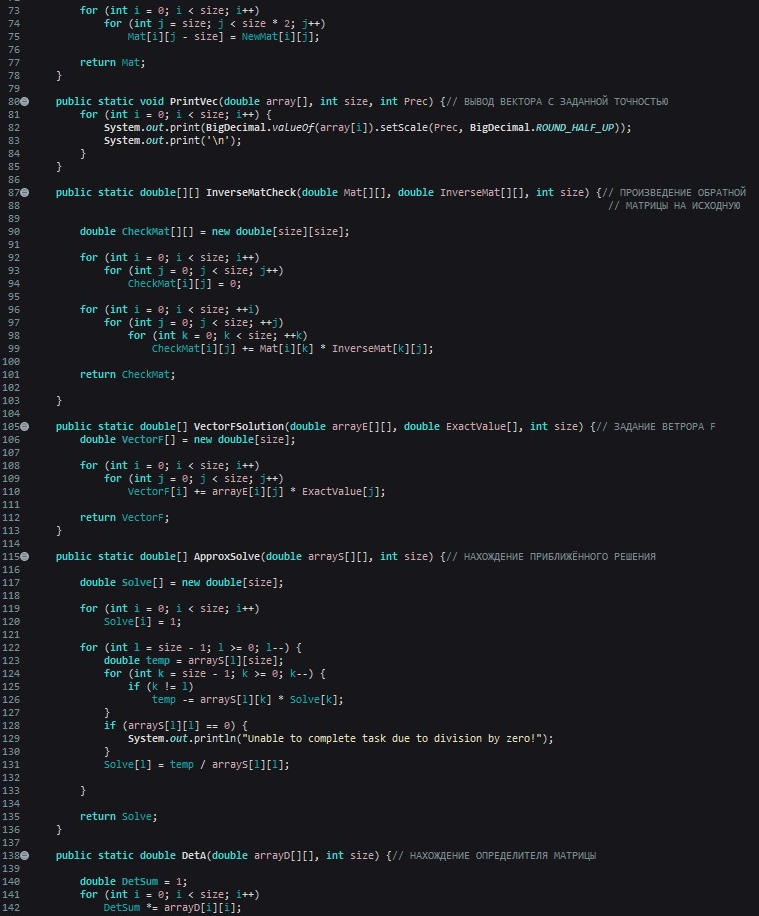 73 for (int i = 0; i < size; i++)
74 for (int j = size; j < size * 2; j++)
75 Mat[i][j - size] = NewMat[i][j];
76
77 return Mat;
78 }
79
80 public static void PrintVec(double array[], int size, int Prec) {// ВЫВОД ВЕКТОРА С ЗАДАННОЙ ТОЧНОСТЬЮ
81 for (int i = 0; i < size; i++) {
82 System.out.print(BigDecimal.valueOf(array[i]).setScale(Prec, BigDecimal.ROUND_HALF_UP));
83 System.out.print('\n');
84 }
85 }
86
87 public static double[][] InverseMatCheck(double Mat[][], double InverseMat[][], int size) {// ПРОИЗВЕДЕНИЕ ОБРАТНОЙ
88 // МАТРИЦЫ НА ИСХОДНУЮ
89
90 double CheckMat[][] = new double[size][size];
91
92 for (int i = 0; i < size; i++)
93 for (int j = 0; j < size; j++)
94 CheckMat[i][j] = 0;
95
96 for (int i = 0; i < size; ++i)
97 for (int j = 0; j < size; ++j)
98 for (int k = 0; k < size; ++k)
99 CheckMat[i][j] += Mat[i][k] * InverseMat[k][j];
100
101 return CheckMat;
102
103 }
104
105 public static double[] VectorFSolution(double arrayE[][], double ExactValue[], int size) {// ЗАДАНИЕ ВЕТРОРА F
106 double VectorF[] = new double[size];
107
108 for (int i = 0; i < size; i++)
109 for (int j = 0; j < size; j++)
110 VectorF[i] += arrayE[i][j] * ExactValue[j];
111
112 return VectorF;
113 }
114
115 public static double[] ApproxSolve(double arrayS[][], int size) {// НАХОЖДЕНИЕ ПРИБЛИЖЁННОГО РЕШЕНИЯ
116
117 double Solve[] = new double[size];
118
119 for (int i = 0; i < size; i++)
120 Solve[i] = 1;
121
122 for (int l = size - 1; l >= 0; l--) {
123 double temp = arrayS[l][size];
124 for (int k = size - 1; k >= 0; k--) {
125 if (k != l)
126 temp -= arrayS[l][k] * Solve[k];
127 }
128 if (arrayS[l][l] == 0) {
129 System.out.println("Unable to complete task due to division by zero!");
130 }
131 Solve[l] = temp / arrayS[l][l];
132
133 }
134
135 return Solve;
136 }
137
138 public static double DetA(double arrayD[][], int size) {// НАХОЖДЕНИЕ ОПРЕДЕЛИТЕЛЯ МАТРИЦЫ
139
140 double DetSum = 1;
141 for (int i = 0; i < size; i++)
142 DetSum *= arrayD[i][i];